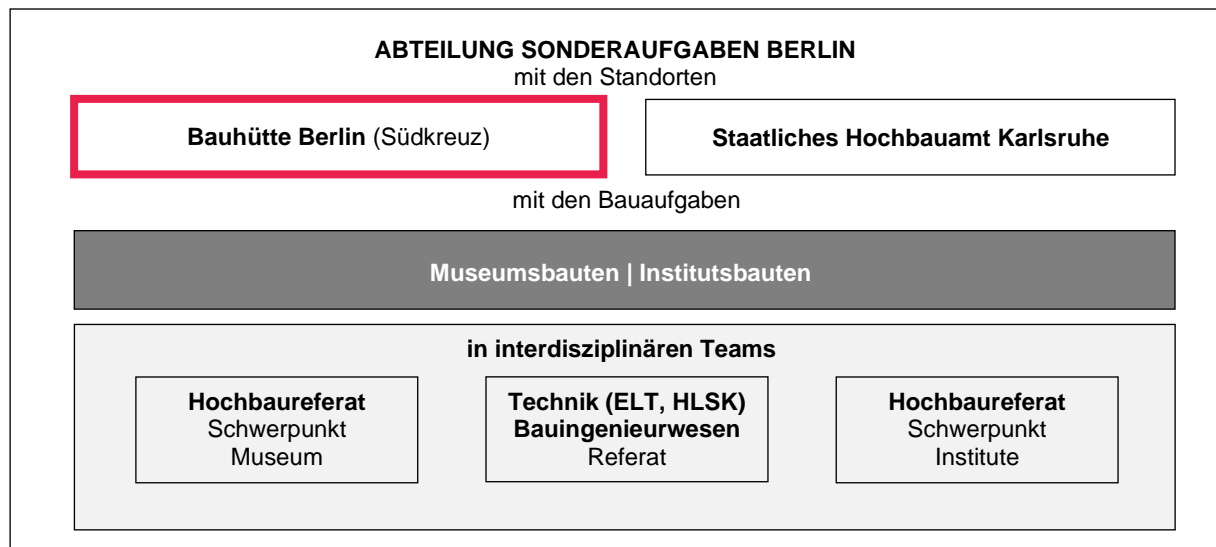 ABTEILUNG SONDERAUFGABEN BERLIN
mit den Standorten
Bauhütte Berlin (Südkreuz)
Staatliches Hochbauamt Karlsruhe
mit den Bauaufgaben
Museumsbauten | Institutsbauten
in interdisziplinären Teams
Hochbaureferat
Schwerpunkt
Museum
Technik (ELT, HLSK)
Bauingenieurwesen
Referat
Hochbaureferat
Schwerpunkt
Institute